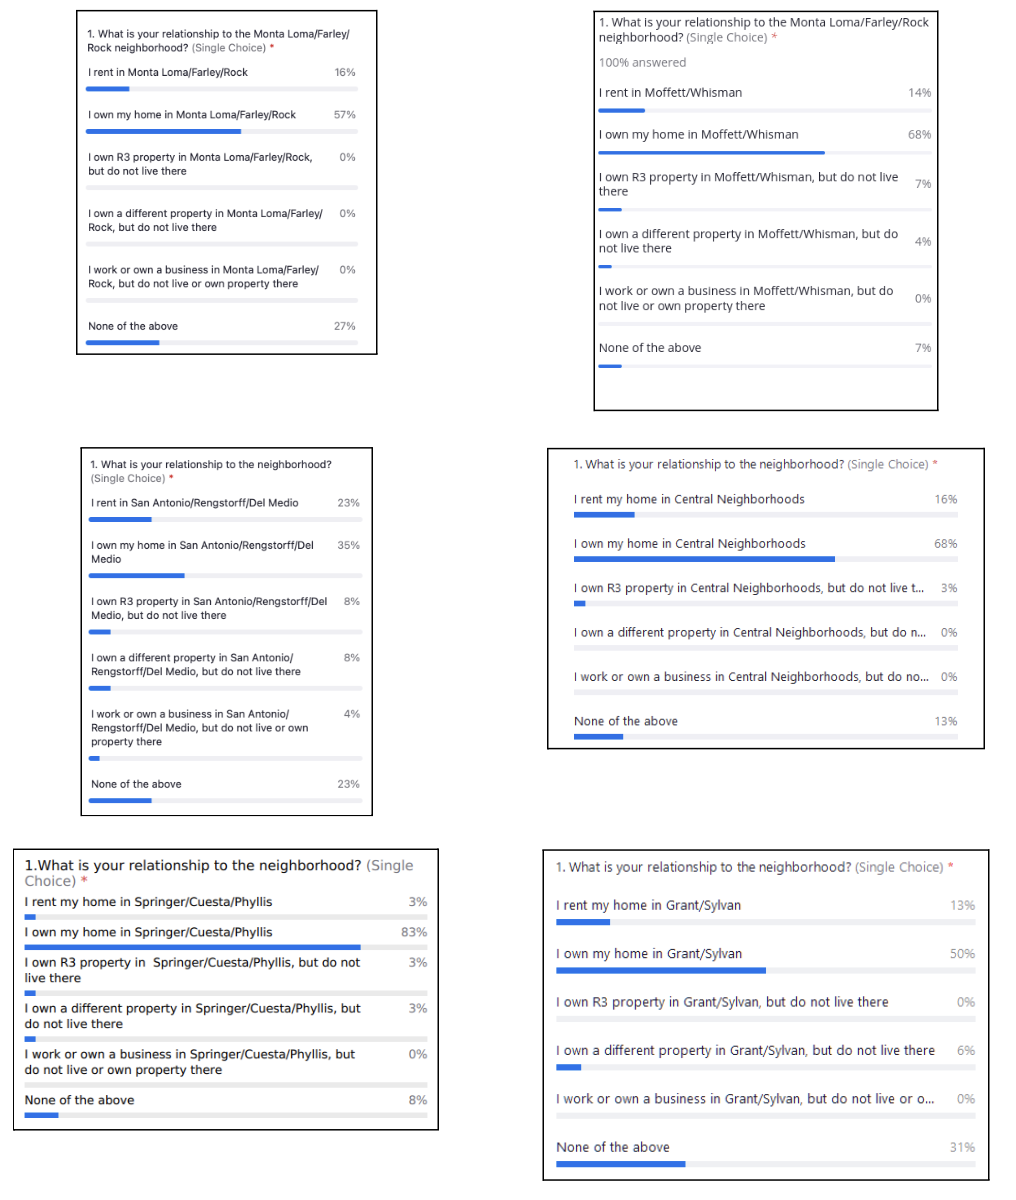 1. What is your relationship to the Monta Loma/Farley/
Rock neighborhood? (Single Choice) *
I rent in Monta Loma/Farley/Rock 16%
I own my home in Monta Loma/Farley/Rock 57%
I own R3 property in Monta Loma/Farley/Rock, 0%
but do not live there
I own a different property in Monta Loma/Farley/ 0%
Rock, but do not live there
I work or own a business in Monta Loma/Farley/ 0%
Rock, but do not live or own property there
None of the above 27%
1. What is your relationship to the Monta Loma/Farley/Rock
neighborhood? (Single Choice) *
100% answered
I rent in Moffett/Whisman 14%
I own my home in Moffett/Whisman 68%
I own R3 property in Moffett/Whisman, but do not live 7%
there
I own a different property in Moffett/Whisman, but do 4%
not live there
I work or own a business in Moffett/Whisman, but do 0%
not live or own property there
None of the above 7%
1. What is your relationship to the neighborhood?
(Single Choice) *
I rent in San Antonio/Rengstorff/Del Medio 23%
I own my home in San Antonio/Rengstorff/Del 35%
Medio
I own R3 property in San Antonio/Rengstorff/Del 8%
Medio, but do not live there
I own a different property in San Antonio/ 8%
Rengstorff/Del Medio, but do not live there
I work or own a business in San Antonio/ 4%
Rengstorff/Del Medio, but do not live or own
property there
None of the above 23%
1. What is your relationship to the neighborhood? (Single Choice) *
I rent my home in Central Neighborhoods 16%
I own my home in Central Neighborhoods 68%
I own R3 property in Central Neighborhoods, but do not live t... 3%
I own a different property in Central Neighborhoods, but do n... 0%
I work or own a business in Central Neighborhoods, but do no... 0%
None of the above 13%
1.What is your relationship to the neighborhood? (Single
Choice) *
I rent my home in Springer/Cuesta/Phyllis 3%
I own my home in Springer/Cuesta/Phyllis 83%
I own R3 property in Springer/Cuesta/Phyllis, but do not 3%
live there
I own a different property in Springer/Cuesta/Phyllis, but 3%
do not live there
I work or own a business in Springer/Cuesta/Phyllis, but 0%
do not live or own property there
None of the above 8%
1. What is your relationship to the neighborhood? (Single Choice) *
I rent my home in Grant/Sylvan 13%
I own my home in Grant/Sylvan 50%
I own R3 property in Grant/Sylvan, but do not live there 0%
I own a different property in Grant/Sylvan, but do not live there 6%
I work or own a business in Grant/Sylvan, but do not live or o... 0%
None of the above 31%